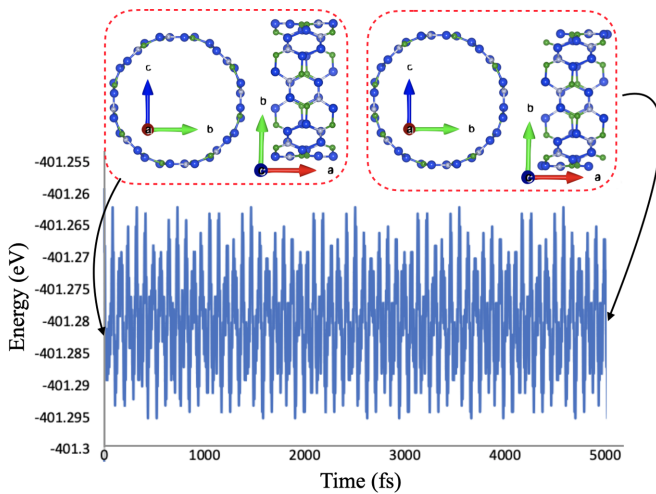 c
b
a
b
a
c
c
b
a
b
a
c
-401.255
-401.26
-401.265
-401.27
-401.275
-401.28
-401.285
-401.29
-401.295
-401.3
Energy (eV)
0 1000 2000 3000 4000 5000
Time (fs)